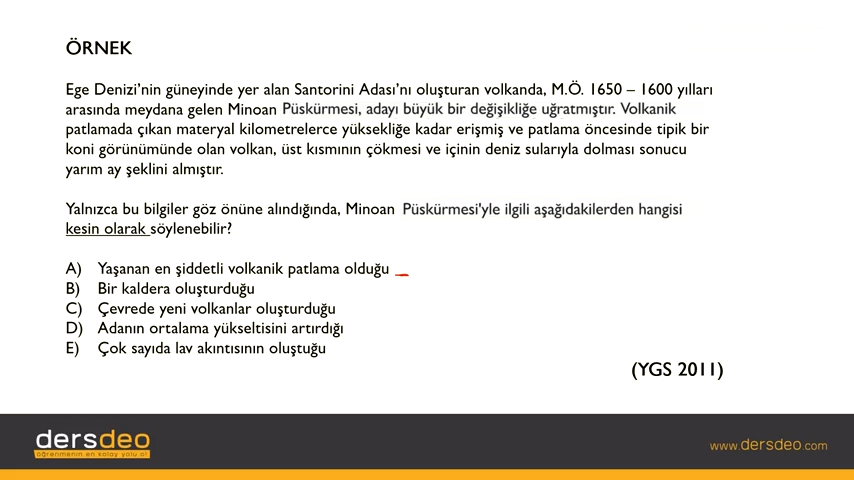 ÖRNEK
Ege Denizi'nin güneyinde yer alan Santorini Adası'nı oluşturan volkanda, M.Ö. 1650 – 1600 yılları
arasında meydana gelen Minoan Püskürmesi, adayı büyük bir değişikliğe uğratmıştır. Volkanik
patlamada çıkan materyal kilometrelerce yüksekliğe kadar erişmiş ve patlama öncesinde tipik bir
koni görünümünde olan volkan, üst kısmının çökmesi ve içinin deniz sularıyla dolması sonucu
yarım ay şeklini almıştır.
Yalnızca bu bilgiler göz önüne alındığında, Minoan Püskürmesi'yle ilgili aşağıdakilerden hangisi
kesin olarak söylenebilir?
A) Yaşanan en şiddetli volkanik patlama olduğu
B) Bir kaldera oluşturduğu
C) Çevrede yeni volkanlar oluşturduğu
D) Adanın ortalama yükseltisini artırdığı
E) Çok sayıda lav akıntısının oluştuğu
(YGS 2011)
dersdeo
öğrenmenin en kolay yolu
www.dersdeo.com